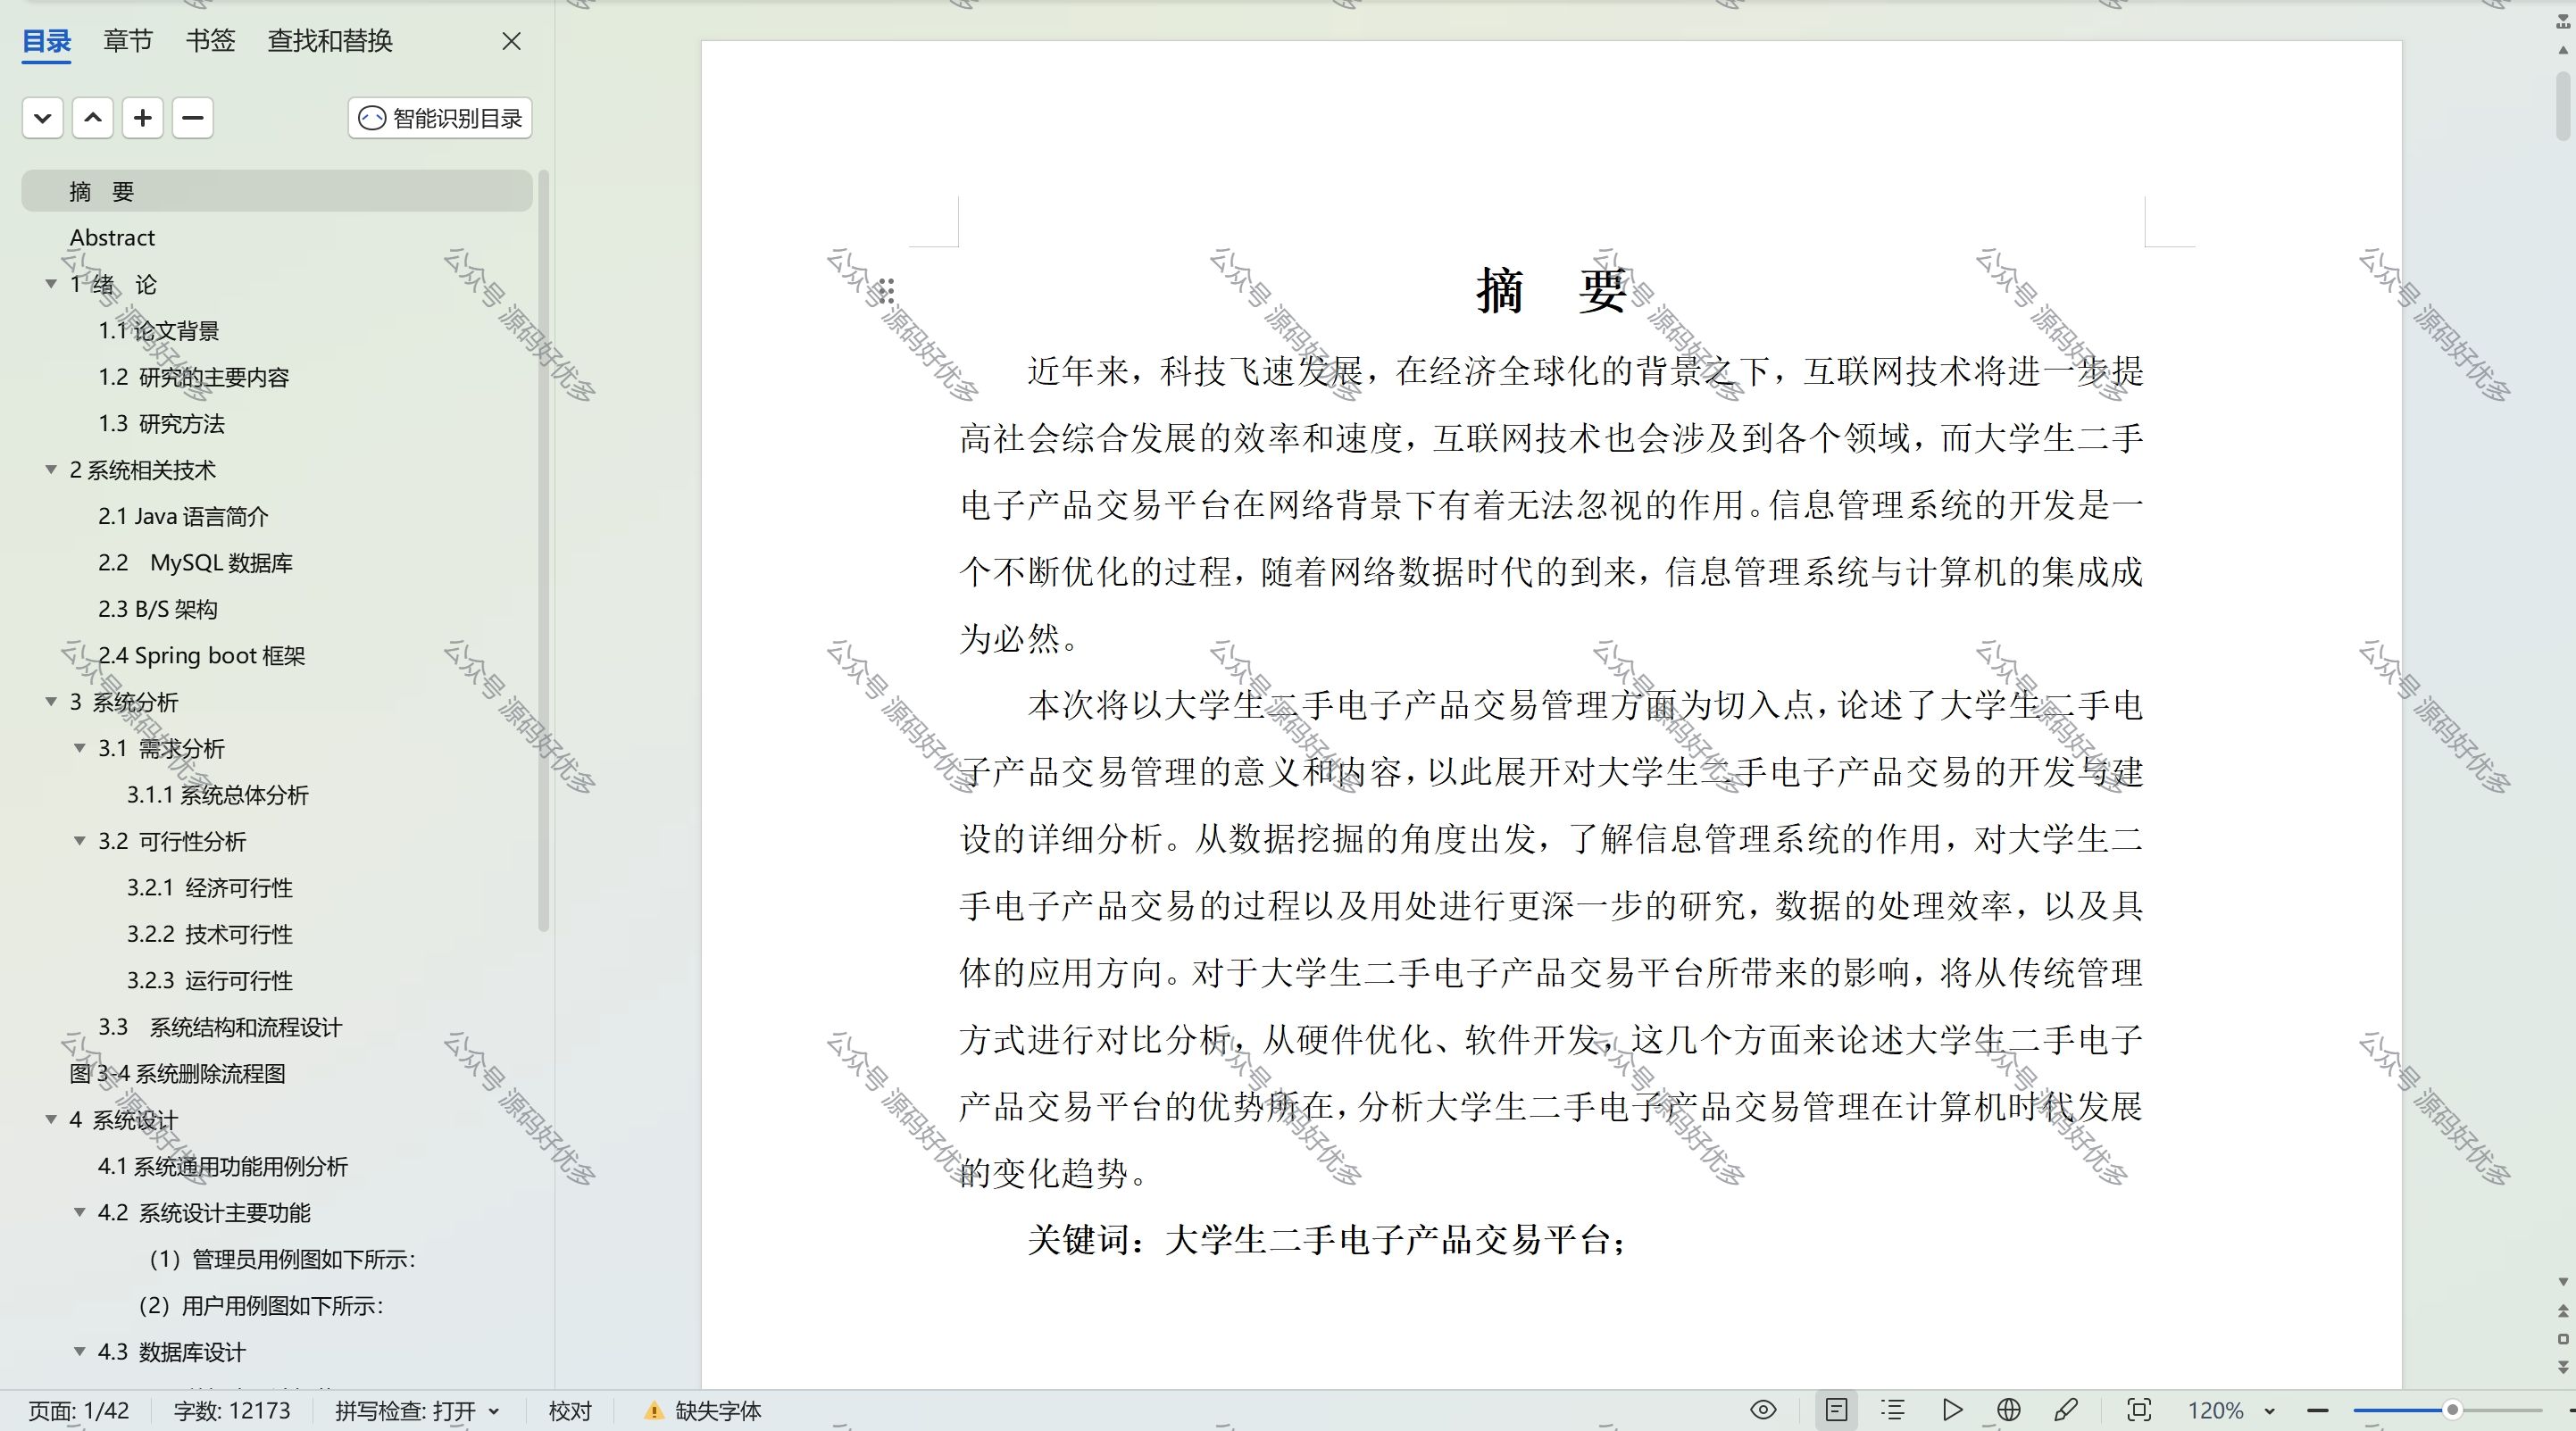 目录 章节 书签 查找和替换
智能识别目录
摘 要
Abstract
1 绪 论
1.1 论文背景
1.2 研究的主要内容
1.3 研究方法
2 系统相关技术
2.1 Java 语言简介
2.2 MySQL 数据库
2.3 B/S 架构
2.4 Spring boot 框架
3 系统分析
3.1 需求分析
3.1.1 系统总体分析
3.2 可行性分析
3.2.1 经济可行性
3.2.2 技术可行性
3.2.3 运行可行性
3.3 系统结构和流程设计
图 3-4 系统删除流程图
4 系统设计
4.1 系统通用功能用例分析
4.2 系统设计主要功能
（1）管理员用例图如下所示：
（2）用户用例图如下所示：
4.3 数据库设计
摘 要
近年来，科技飞速发展，在经济全球化的背景之下，互联网技术将进一步提
高社会综合发展的效率和速度，互联网技术也会涉及到各个领域，而大学生二手
电子产品交易平台在网络背景下有着无法忽视的作用。信息管理系统的开发是一
个不断优化的过程，随着网络数据时代的到来，信息管理系统与计算机的集成成
为必然。
本次将以大学生二手电子产品交易管理方面为切入点，论述了大学生二手电
子产品交易管理的意义和内容，以此展开对大学生二手电子产品交易的开发与建
设的详细分析。从数据挖掘的角度出发，了解信息管理系统的作用，对大学生二
手电子产品交易的过程以及用处进行更深一步的研究，数据的处理效率，以及具
体的应用方向。对于大学生二手电子产品交易平台所带来的影响，将从传统管理
方式进行对比分析，从硬件优化、软件开发，这几个方面来论述大学生二手电子
产品交易平台的优势所在，分析大学生二手电子产品交易管理在计算机时代发展
的变化趋势。
关键词：大学生二手电子产品交易平台；
页面: 1/42 字数: 12173 拼写检查: 打开 校对 缺失字体 120%
公众号 源码好优多